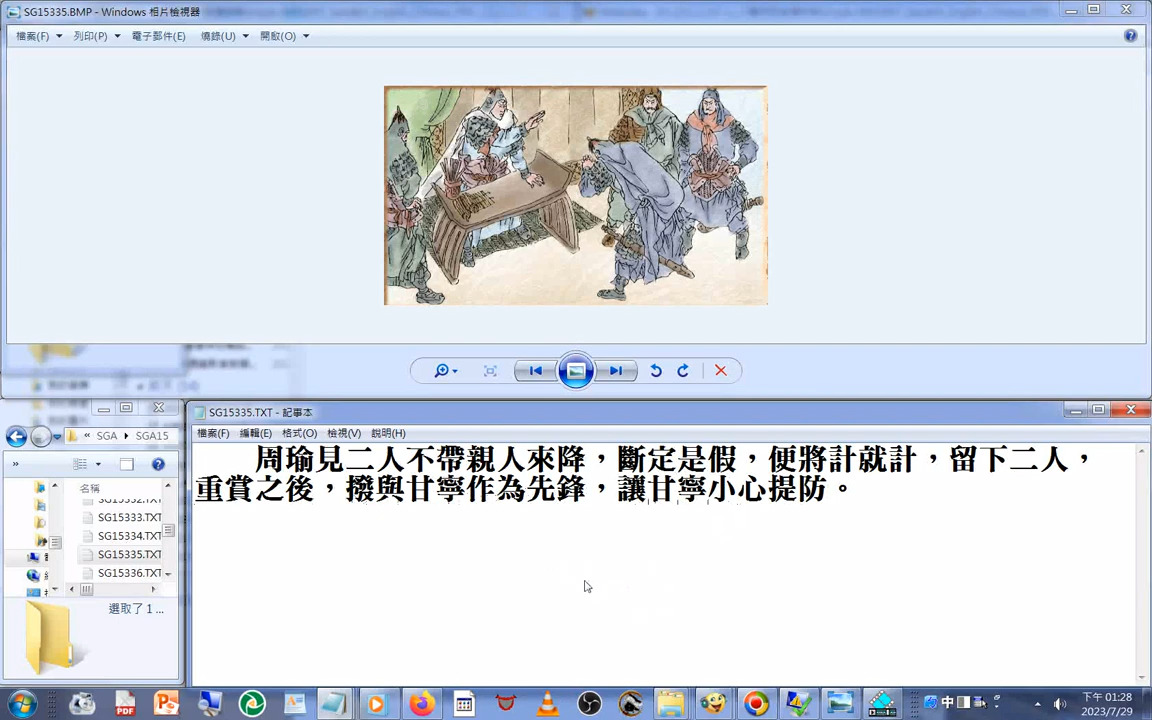 SG15335.BMP - Windows 相片檢視器
檔案(F) 列印(P) 電子郵件(E) 燒錄(U) 開啟(O)
SGA SGA15
名稱
SG15333.TXT
SG15334.TXT
SG15335.TXT
SG15336.TXT
選取了 1 ...
SG15335.TXT - 記事本
檔案(F) 編輯(E) 格式(O) 檢視(V) 說明(H)
周瑜見二人不帶親人來降，斷定是假，便將計就計，留下二人，
重賞之後，撥與甘寧作為先鋒，讓甘寧小心提防。
PDF
中
下午 01:28
2023/7/29